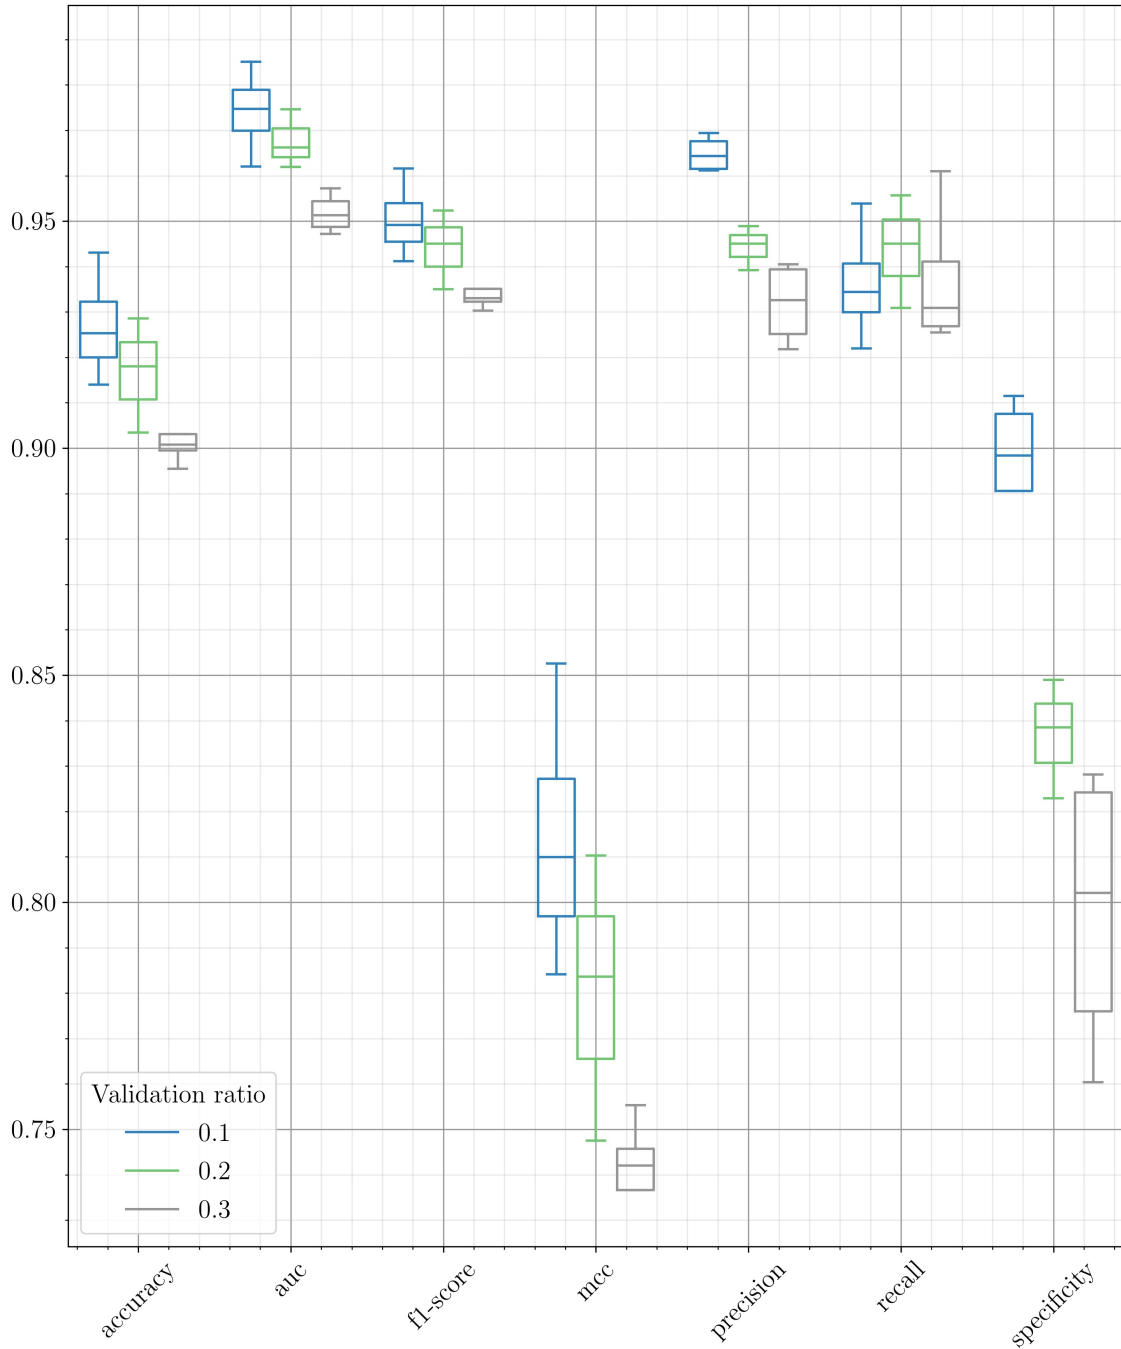 0.95
0.90
0.85
0.80
0.75
Validation ratio
0.1
0.2
0.3
accuracy
auc
f1-score
mcc
precision
recall
specificity